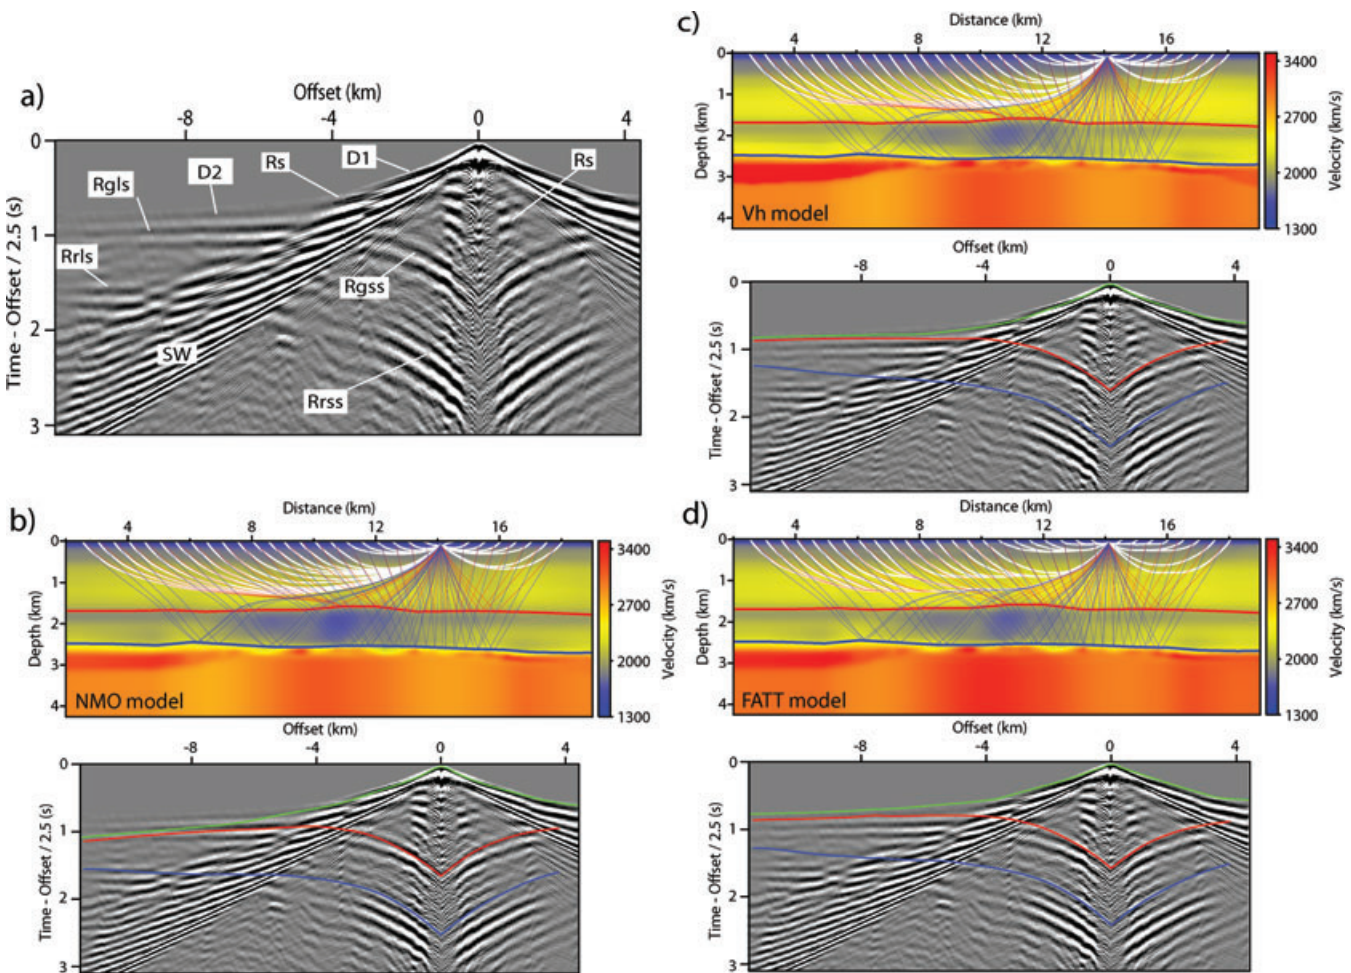 a)
Offset (km)
-8 -4 0 4
Rs D1 Rs
D2
Rgls
Rrls
Rgss
SW
Rrss
0
1
2
3
Time - Offset / 2.5 (s)
c)
Distance (km)
4 8 12 16
0
1
2
3
4
Depth (km)
Vh model
3400
2700
2000
1300
Velocity (km/s)
Offset (km)
-8 -4 0 4
0
1
2
3
Time - Offset / 2.5 (s)
b)
Distance (km)
4 8 12 16
0
1
2
3
4
Depth (km)
NMO model
3400
2700
2000
1300
Velocity (km/s)
Offset (km)
-8 -4 0 4
0
1
2
3
Time - Offset / 2.5 (s)
d)
Distance (km)
4 8 12 16
0
1
2
3
4
Depth (km)
FATT model
3400
2700
2000
1300
Velocity (km/s)
Offset (km)
-8 -4 0 4
0
1
2
3
Time - Offset / 2.5 (s)